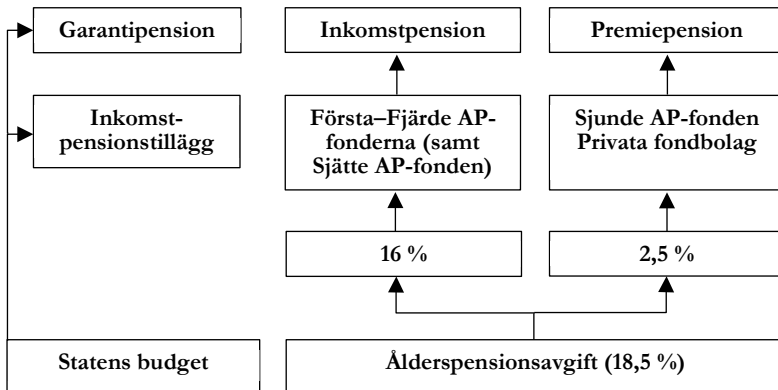 Garantipension
Inkomstpension
Premiepension
Inkomst-
pensionstillägg
Första–Fjärde AP-
fonderna (samt
Sjätte AP-fonden)
Sjunde AP-fonden
Privata fondbolag
16 %
2,5 %
Statens budget
Ålderspensionsavgift (18,5 %)